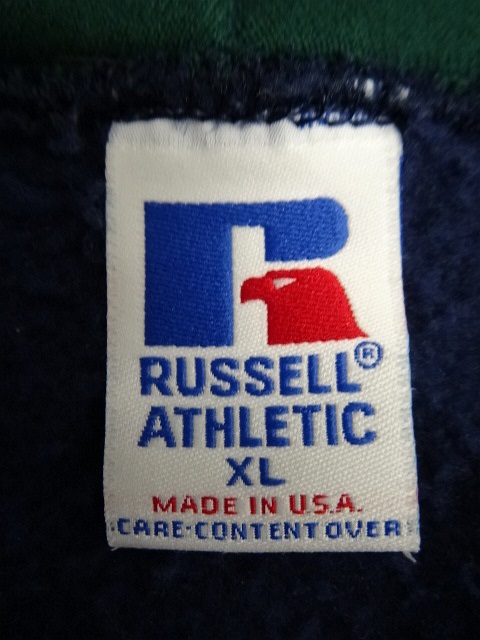 R
RUSSELL®
ATHLETIC
XL
MADE IN U.S.A.
CARE-CONTENT OVER